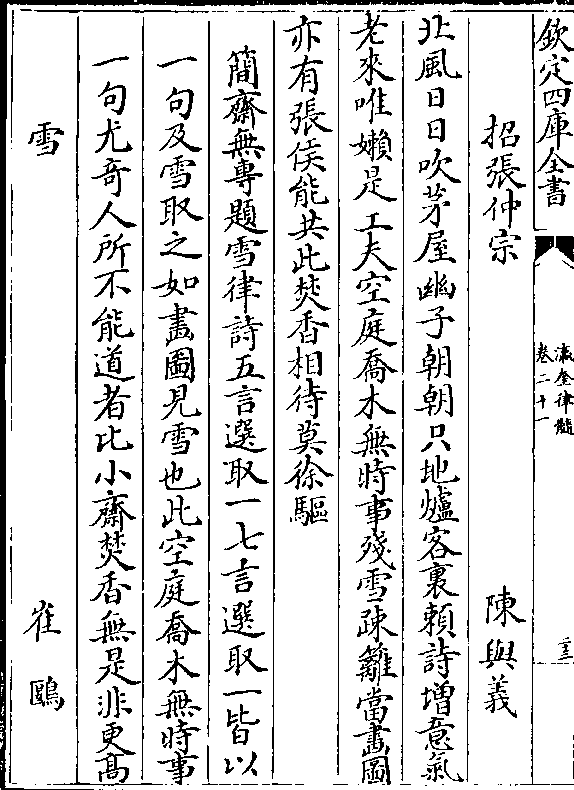 欽定四庫全書
瀛奎律髓
卷二十一
二三
招張仲宗 陳與義
北風日日吹茅屋幽子朝朝只地爐客裏頼詩増意氣
老來唯嬾是工夫空庭喬木無時事殘雪疎籬當畫圖
亦有張侯能共此焚香相待莫徐驅
簡齋無專題雪律詩五言選取一七言選取一皆以
一句及雪取之如畫圖見雪也此空庭喬木無時事
一句尤奇人所不能道者比小齋焚香無是非更髙
雪 崔鷗